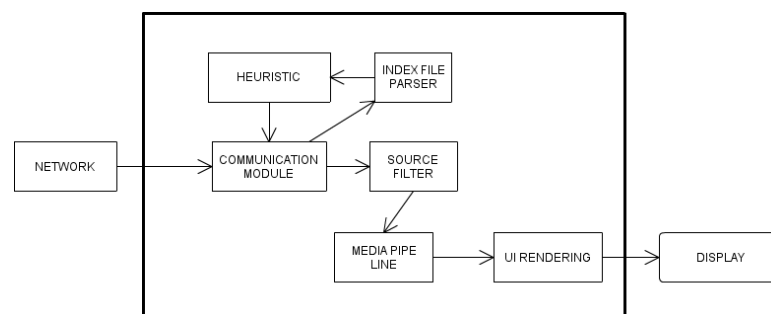 HEURISTIC
INDEX FILE
PARSER
NETWORK
COMMUNICATION
MODULE
SOURCE
FILTER
MEDIA PIPE
LINE
UI RENDERING
DISPLAY